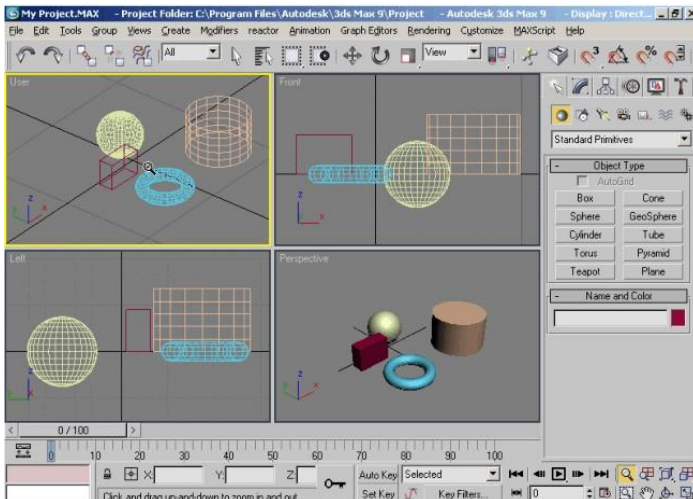 My Project.MAX - Project Folder: C:\Program Files\Autodesk\3ds Max 9\Project - Autodesk 3ds Max 9 - Display : Direct...
File Edit Tools Group Views Create Modifiers reactor Animation Graph Editors Rendering Customize MAXScript Help
All View
User Front
Standard Primitives
- Object Type
AutoGrid
Box Cone
Sphere GeoSphere
Cylinder Tube
Torus Pyramid
Teapot Plane
- Name and Color
Left Perspective
z y x
z x
z x
z y x
< 0 / 100 >
0 10 20 30 40 50 60 70 80 90 100
X: Y: Z: Auto Key Selected
Click and drag up-and-down to zoom in and out Set Key Key Filters... 0